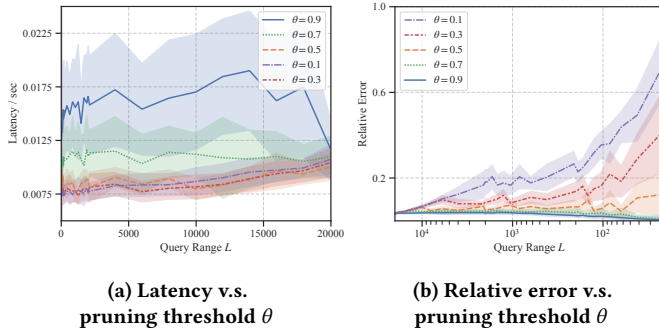 0.0225
0.0175
0.0125
0.0075
Latency / sec
0
5000
10000
15000
20000
Query Range L
θ = 0.9
θ = 0.7
θ = 0.5
θ = 0.1
θ = 0.3
(a) Latency v.s.
pruning threshold θ
1.0
0.6
0.2
Relative Error
10⁴
10³
10²
Query Range L
θ = 0.1
θ = 0.3
θ = 0.5
θ = 0.7
θ = 0.9
(b) Relative error v.s.
pruning threshold θ